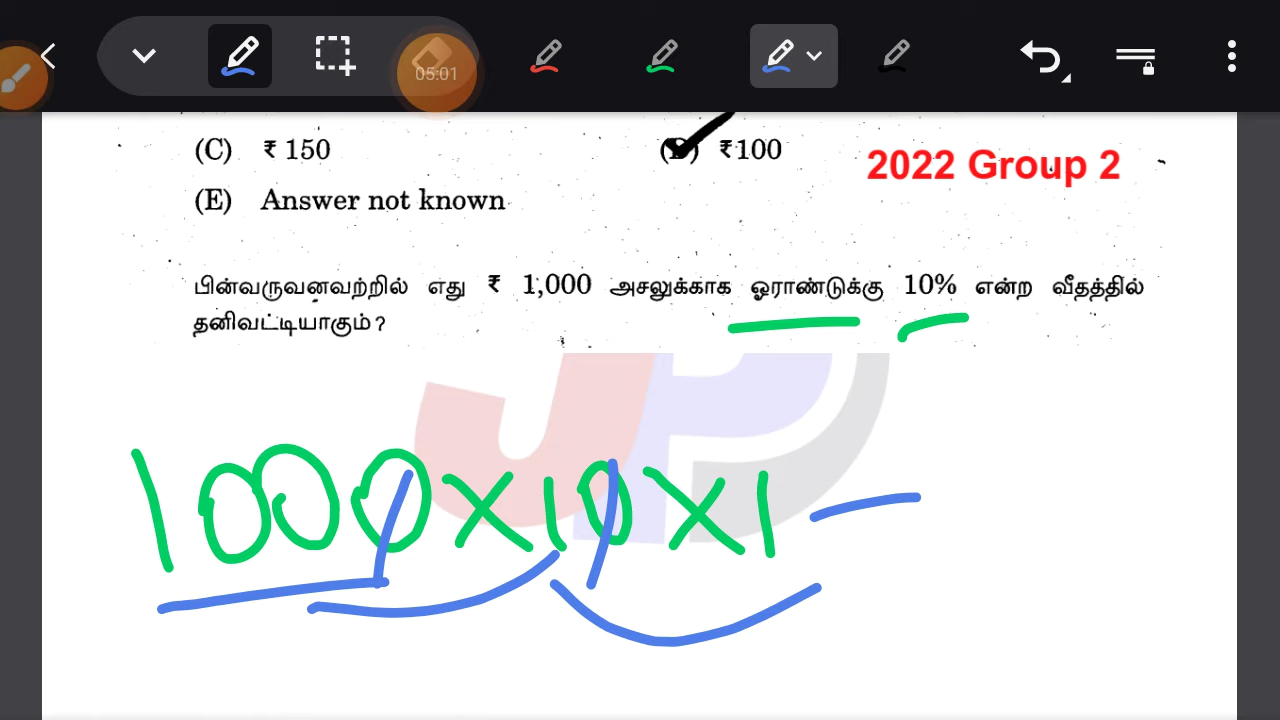 05:01
(C) ₹ 150 (D) ₹100
2022 Group 2
(E) Answer not known
பின்வருவனவற்றில் எது ₹ 1,000 அசலுக்காக ஓராண்டுக்கு 10% என்ற வீதத்தில்
தனிவட்டியாகும்?
JP
1000 × 10 × 1